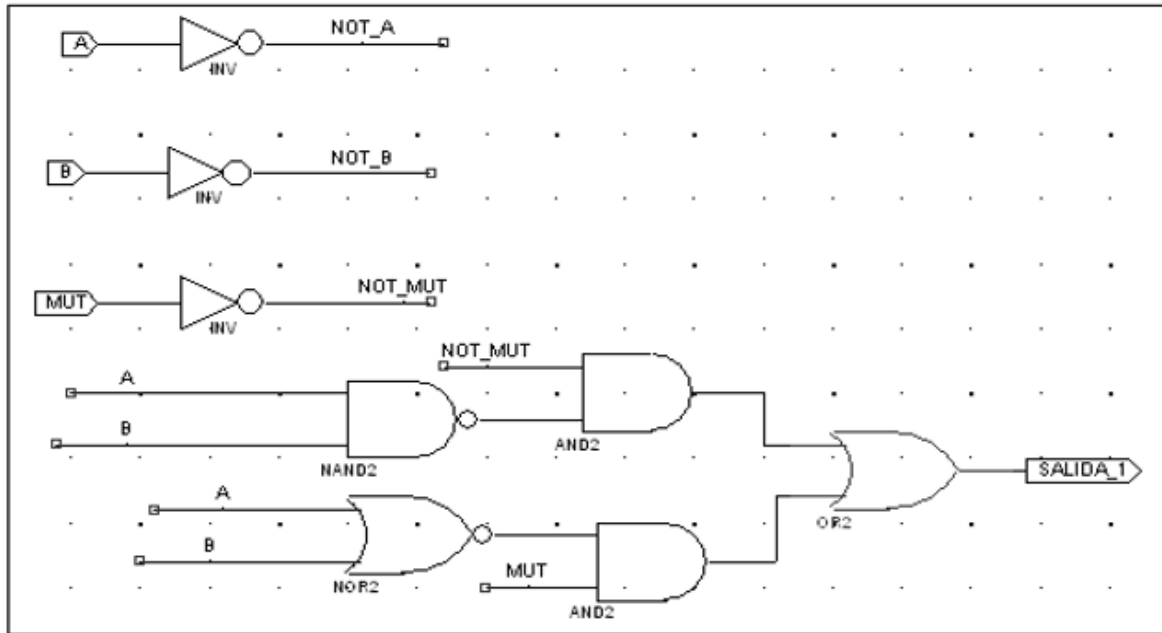 A
NOT_A
INV
B
NOT_B
INV
MUT
NOT_MUT
INV
NOT_MUT
A
B
NAND2
AND2
SALIDA_1
A
B
NOR2
MUT
AND2
OR2